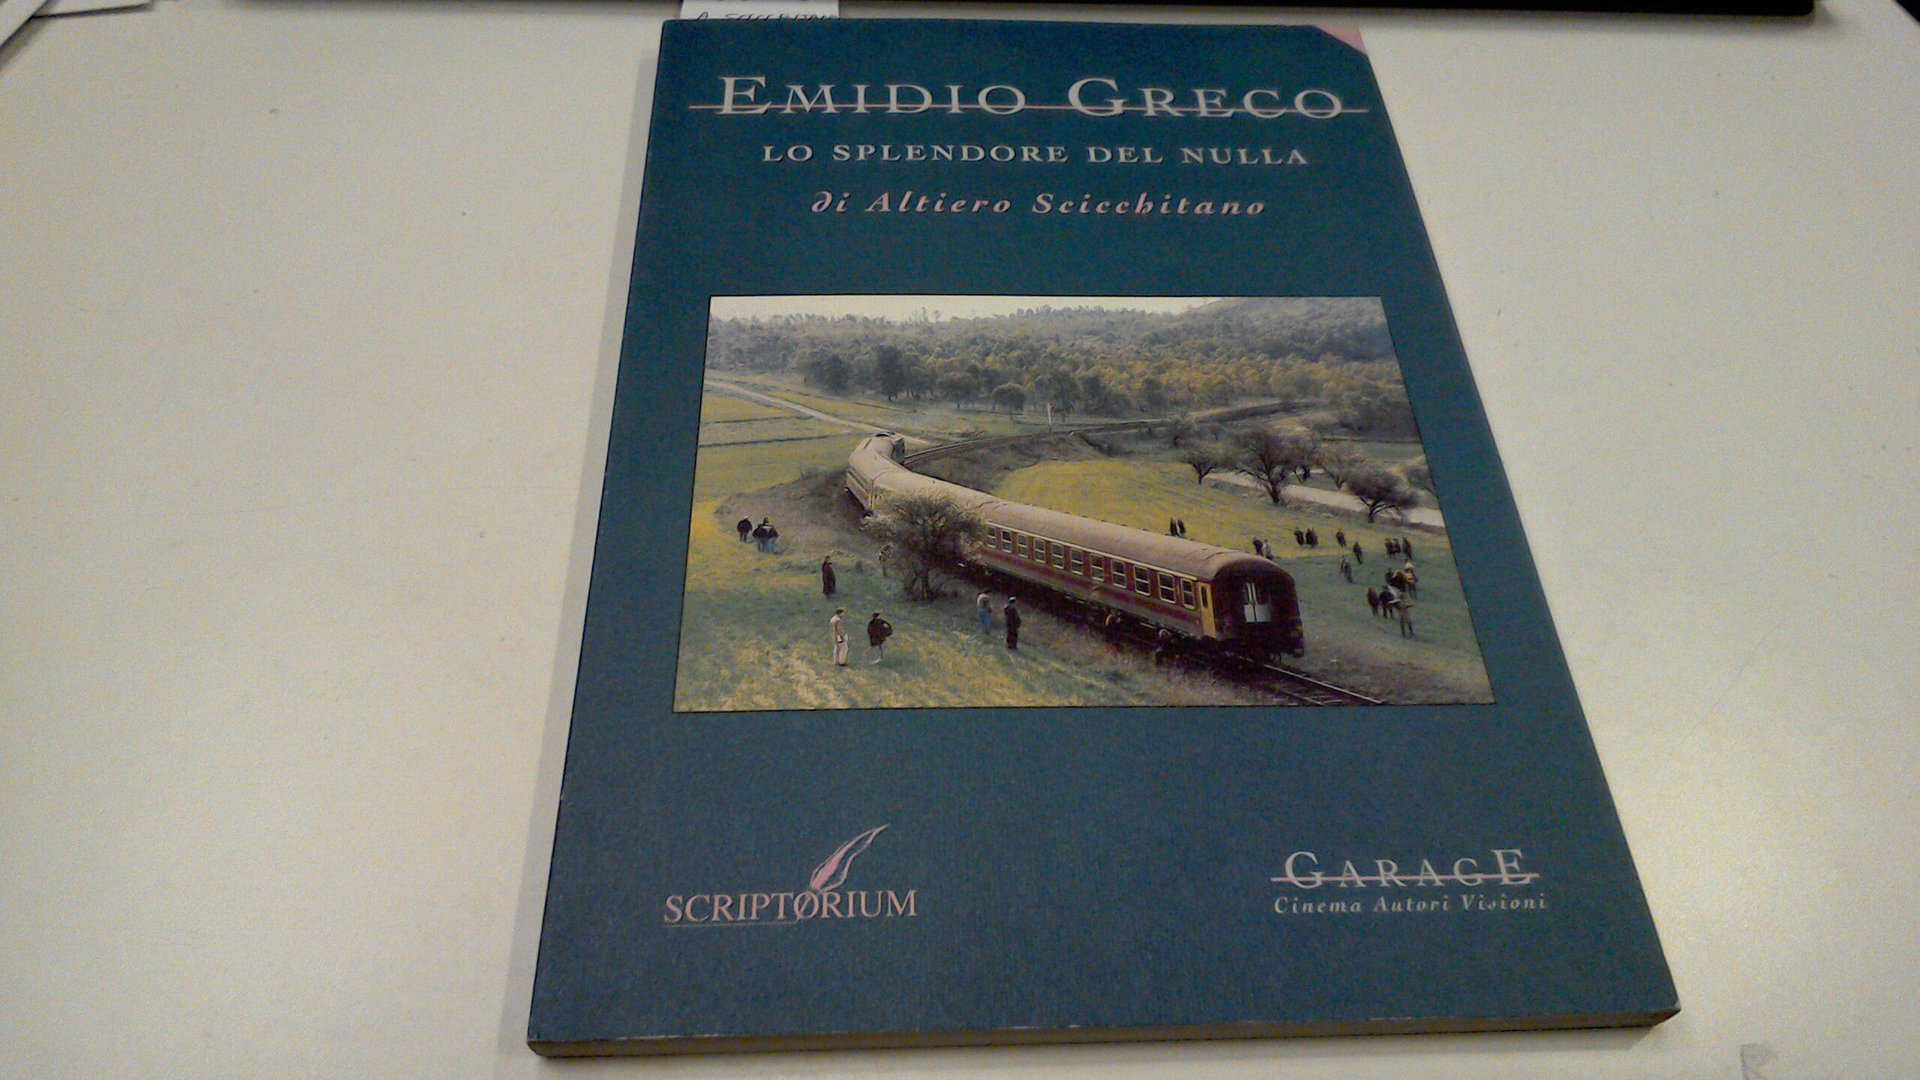 EMIDIO GRECO
LO SPLENDORE DEL NULLA
di Altiero Scicchitano
SCRIPTORIUM
GARAGE
Cinema Autori Visioni